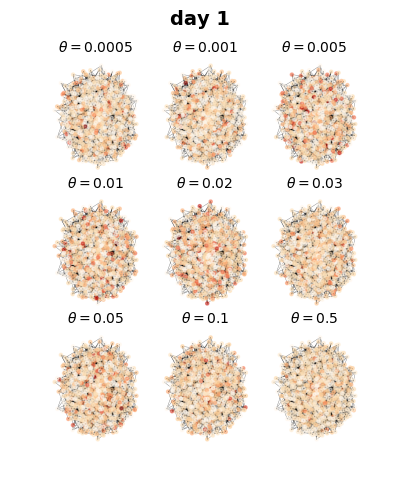 day 1
θ = 0.0005
θ = 0.001
θ = 0.005
θ = 0.01
θ = 0.02
θ = 0.03
θ = 0.05
θ = 0.1
θ = 0.5